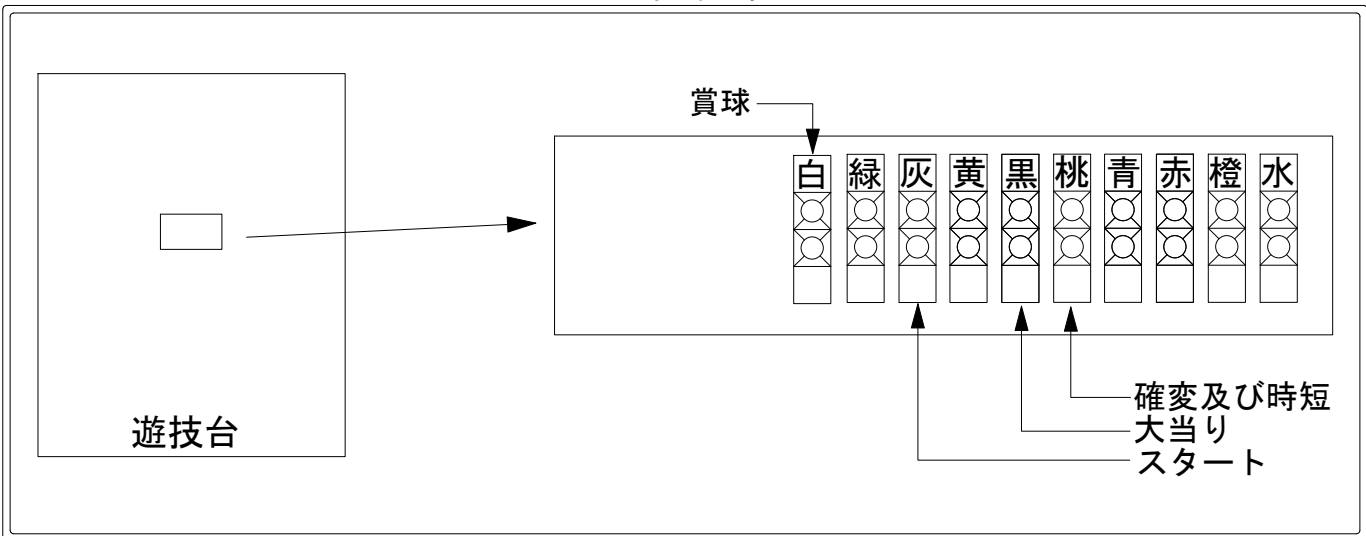 賞球
白 緑 灰 黄 黒 桃 青 赤 橙 水
確変及び時短
大当り
スタート
遊技台